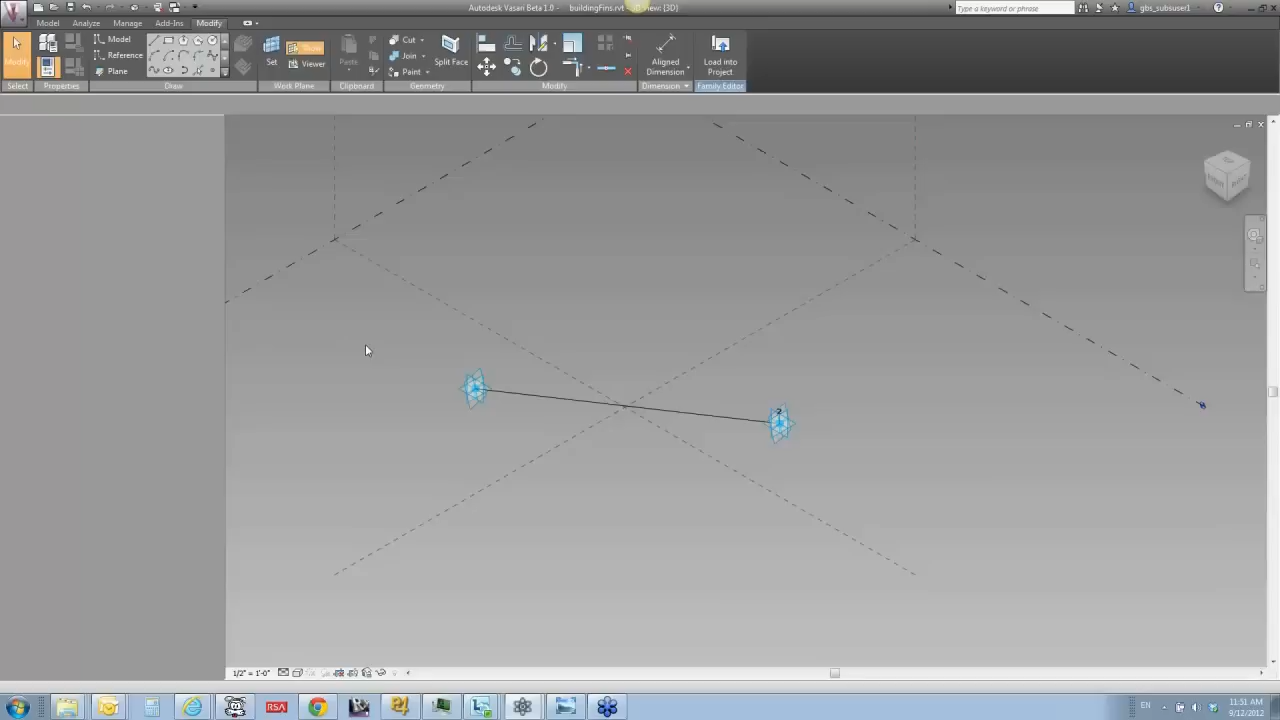 Autodesk Vasari Beta 1.0 - buildingFins.rvt
[3D]
Type a keyword or phrase
gbs_subsuser1
Model Analyze Manage Add-Ins Modify
Model
Reference
Plane
Modify
Set
Show
Viewer
Paste
Cut
Join
Paint
Split Face
Aligned
Dimension
Load into
Project
Select Properties Draw Work Plane Clipboard Geometry Modify Dimension Family Editor
2
1/2" = 1'-0"
RSA
EN
11:51 AM
9/12/2012